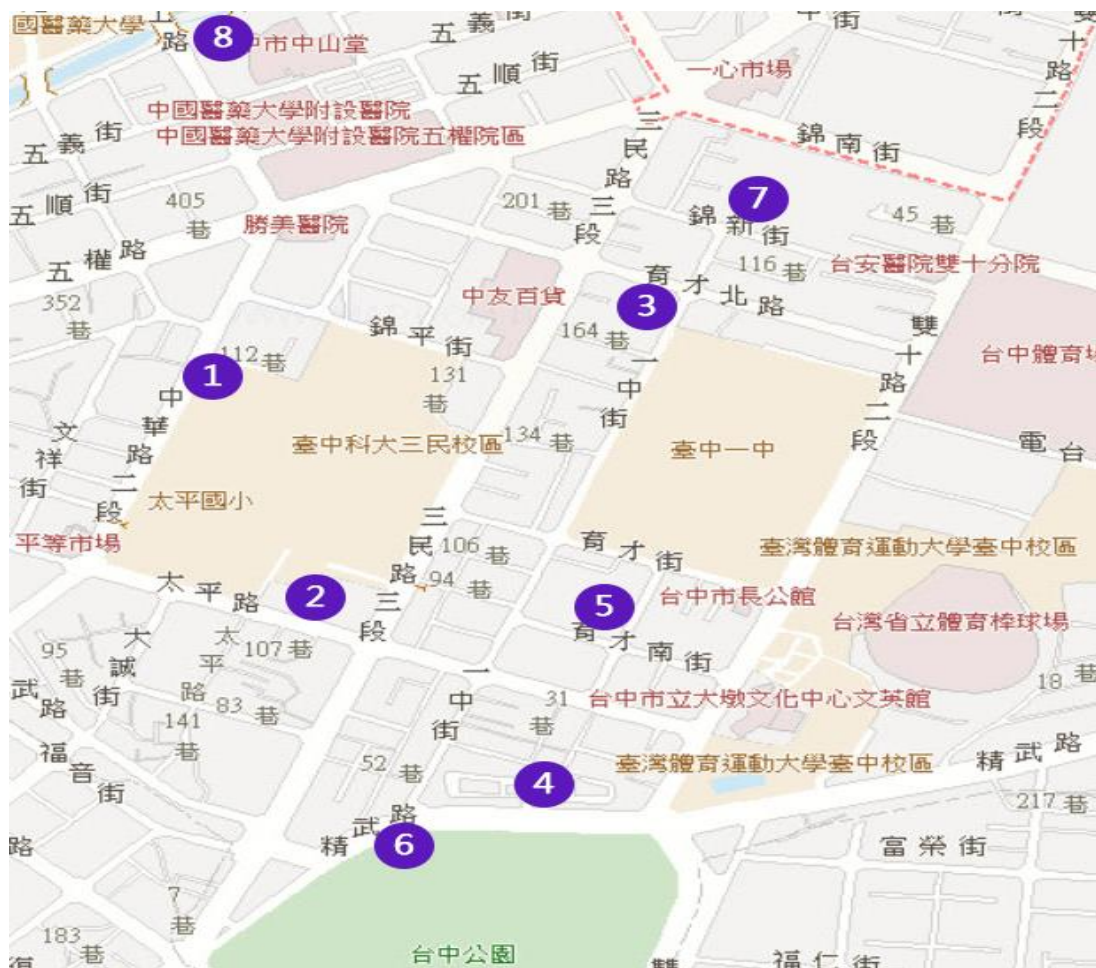 國醫藥大學
五
路
8
中市中山堂
五義街
五順街
中街
雙十路二段
一心市場
中國醫藥大學附設醫院
中國醫藥大學附設醫院五權院區
五義街
三民路三段
錦南街
五順街
405巷
201巷
7
錦新街
45巷
勝美醫院
五權路
116巷
台安醫院雙十分院
育才北路
中友百貨
3
352巷
錦平街
164巷
雙十路二段
台中體育場
1
112巷
131巷
一中街
中華路二段
文祥街
134巷
臺中科大三民校區
臺中一中
電台
太平國小
平等市場
三民路三段
106巷
94巷
育才街
臺灣體育運動大學臺中校區
太平路
2
5
台中市長公館
台灣省立體育棒球場
育才南街
大誠街
太平路
107巷
95巷
83巷
141巷
一中街
31巷
台中市立大墩文化中心文英館
18巷
武路
福音街
52巷
4
臺灣體育運動大學臺中校區
精武路
217巷
精武路
6
富榮街
路
7巷
183巷
台中公園
雙
福仁街
復